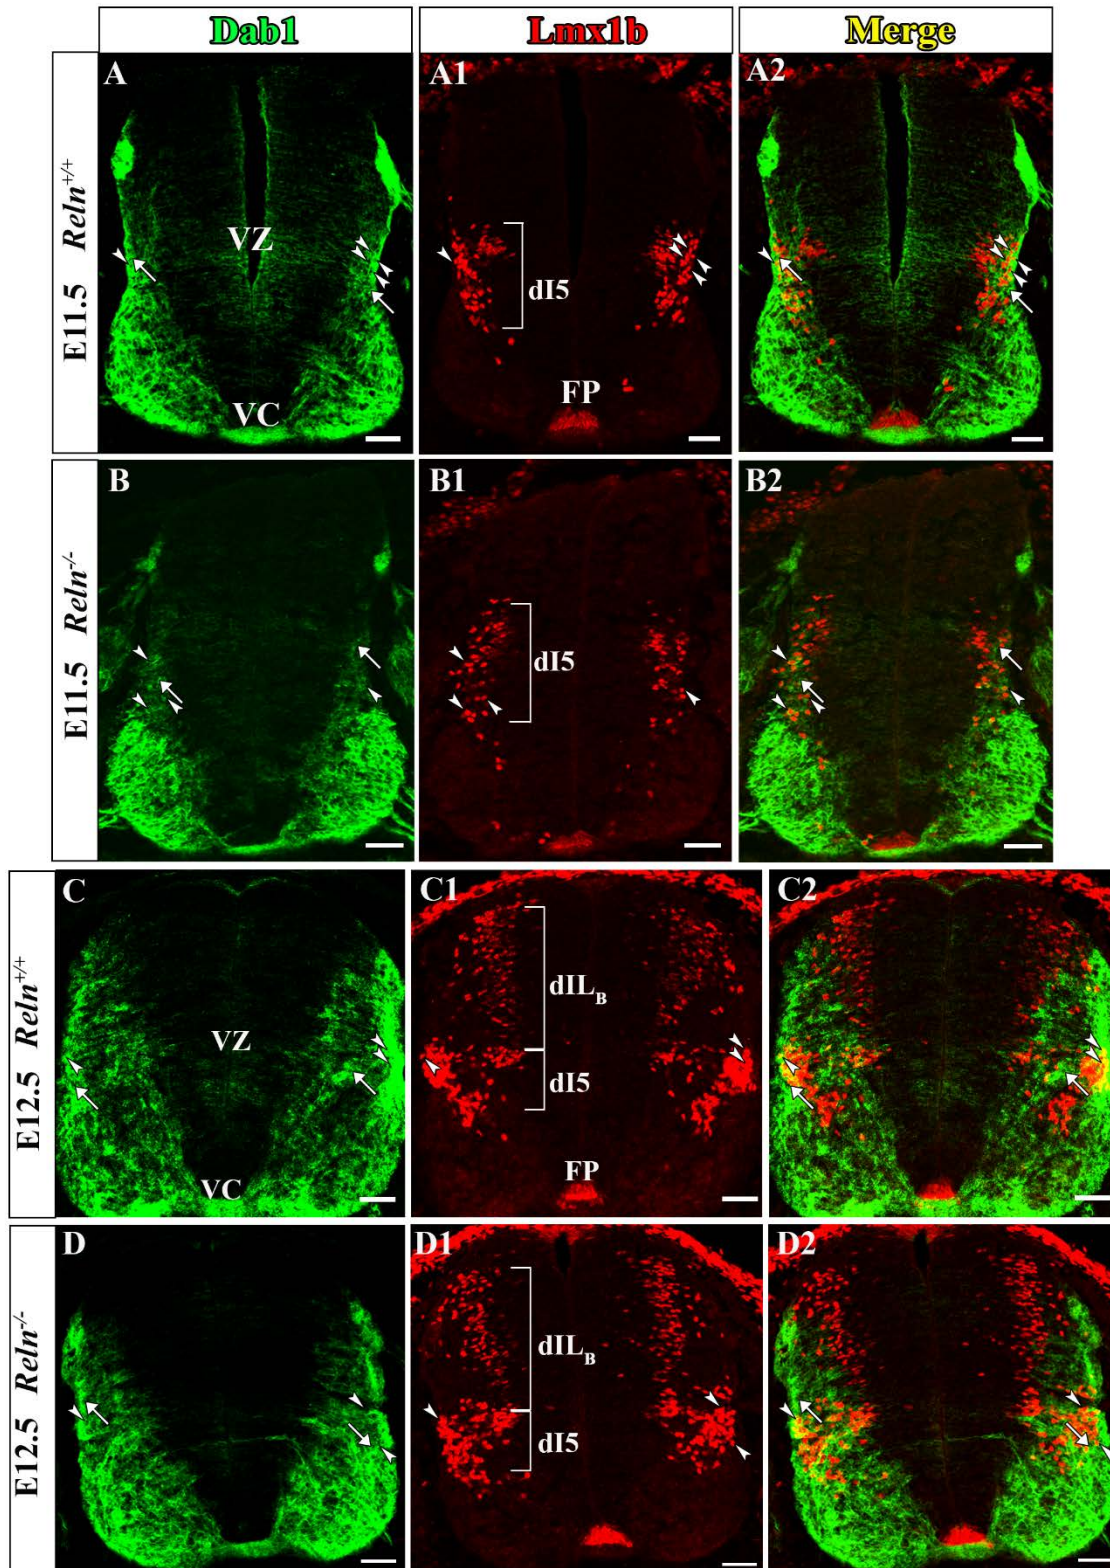 Dab1 Lmx1b Merge
E11.5 Reln+/+
A A1 A2
VZ dI5
VC FP
E11.5 Reln-/-
B B1 B2
dI5
E12.5 Reln+/+
C C1 C2
dILB
VZ
dI5
VC FP
E12.5 Reln-/-
D D1 D2
dILB
dI5